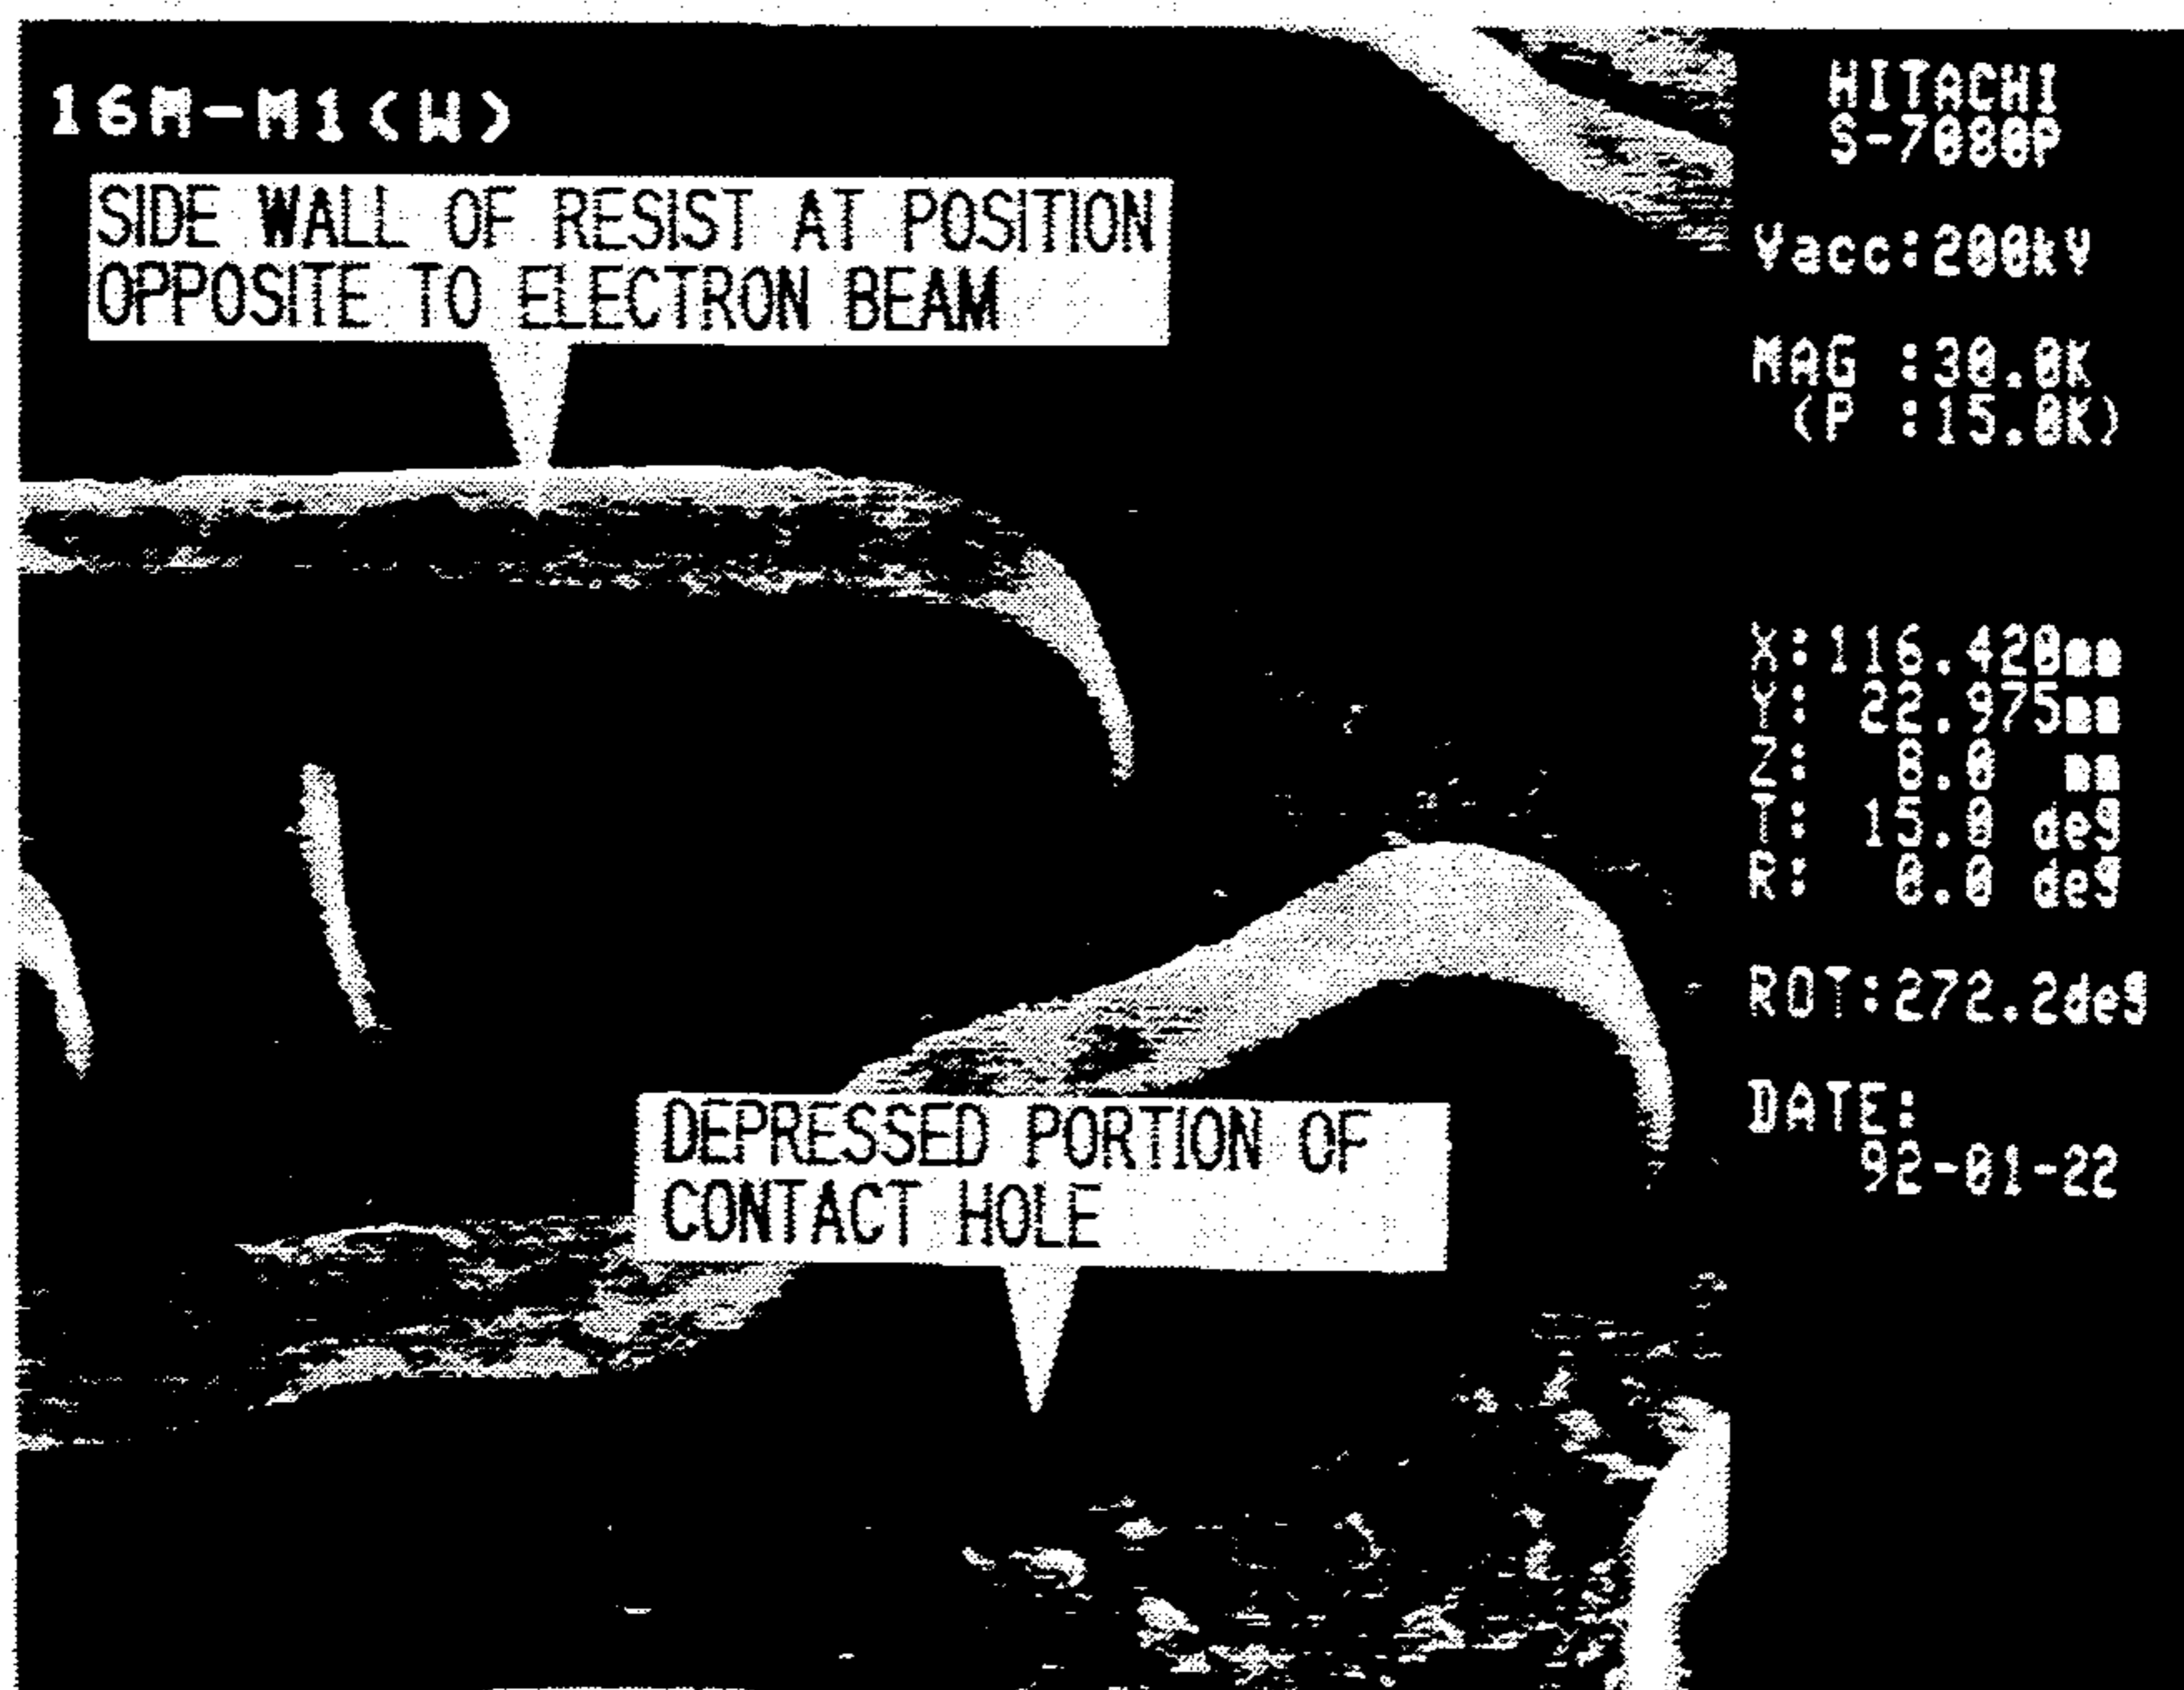 16M-M1(W)
SIDE WALL OF RESIST AT POSITION
OPPOSITE TO ELECTRON BEAM
DEPRESSED PORTION OF
CONTACT HOLE
HITACHI
S-7080P
Vacc:200kV
MAG :30.0K
(P :15.0K)
X:116.420mm
Y: 22.975mm
Z: 8.0 mm
T: 15.0 deg
R: 0.0 deg
ROT:272.2deg
DATE:
92-01-22